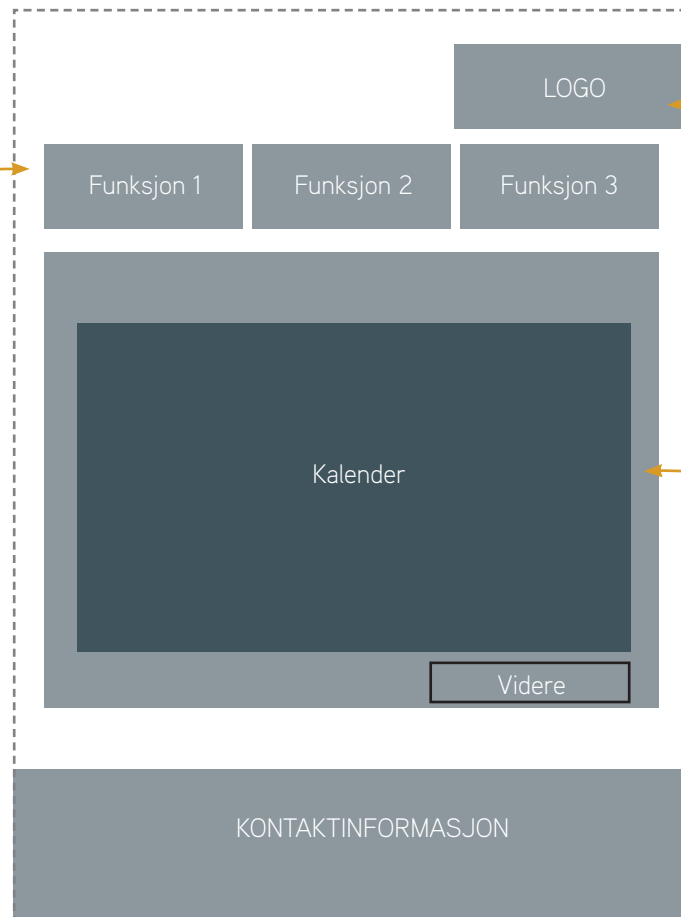 LOGO
Funksjon 1
Funksjon 2
Funksjon 3
Kalender
Videre
KONTAKTINFORMASJON